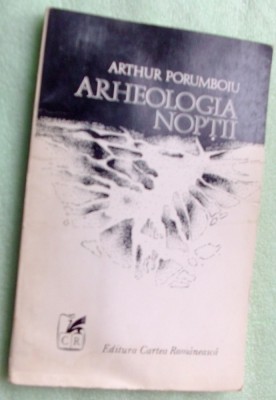 ARTHUR PORUMBOIU
ARHEOLOGIA
NOPȚII
CR
Editura Cartea Românească